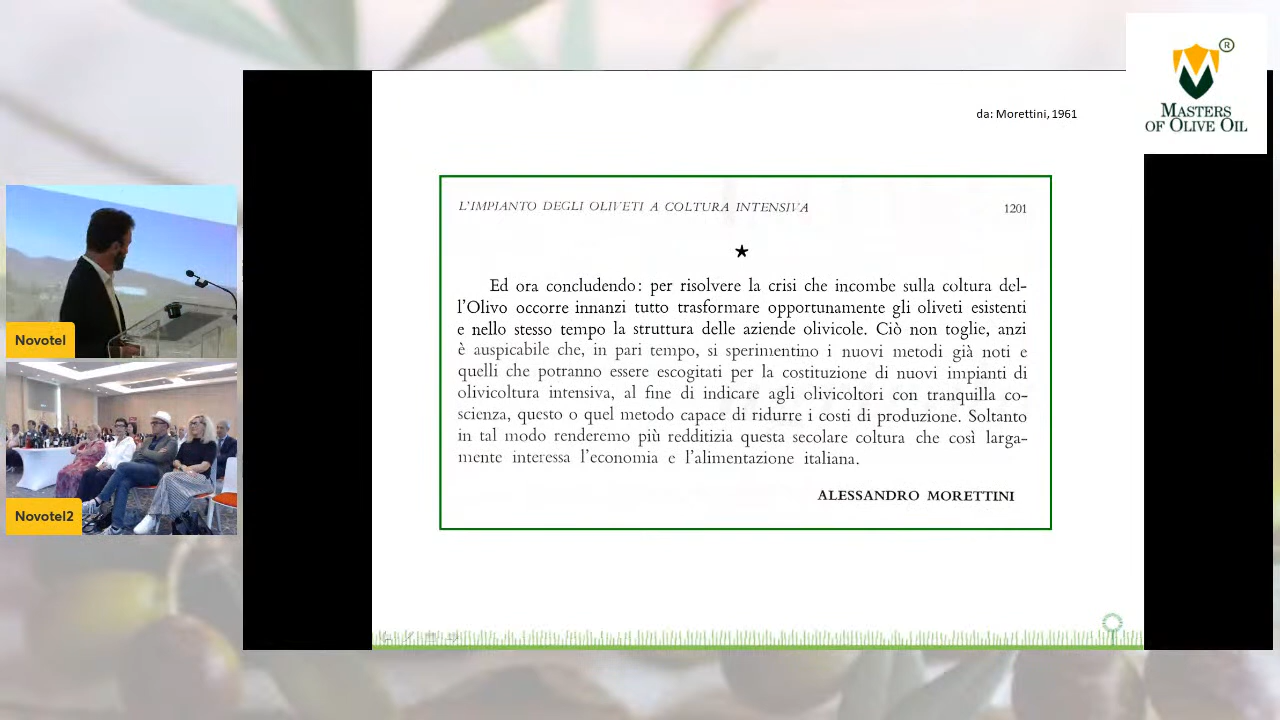 MASTERS
OF OLIVE OIL
®
da: Morettini, 1961
L'IMPIANTO DEGLI OLIVETI A COLTURA INTENSIVA 1201
★
Ed ora concludendo: per risolvere la crisi che incombe sulla coltura del-
l'Olivo occorre innanzi tutto trasformare opportunamente gli oliveti esistenti
e nello stesso tempo la struttura delle aziende olivicole. Ciò non toglie, anzi
è auspicabile che, in pari tempo, si sperimentino i nuovi metodi già noti e
quelli che potranno essere escogitati per la costituzione di nuovi impianti di
olivicoltura intensiva, al fine di indicare agli olivicoltori con tranquilla co-
scienza, questo o quel metodo capace di ridurre i costi di produzione. Soltanto
in tal modo renderemo più redditizia questa secolare coltura che così larga-
mente interessa l'economia e l'alimentazione italiana.
ALESSANDRO MORETTINI
Novotel
Novotel2